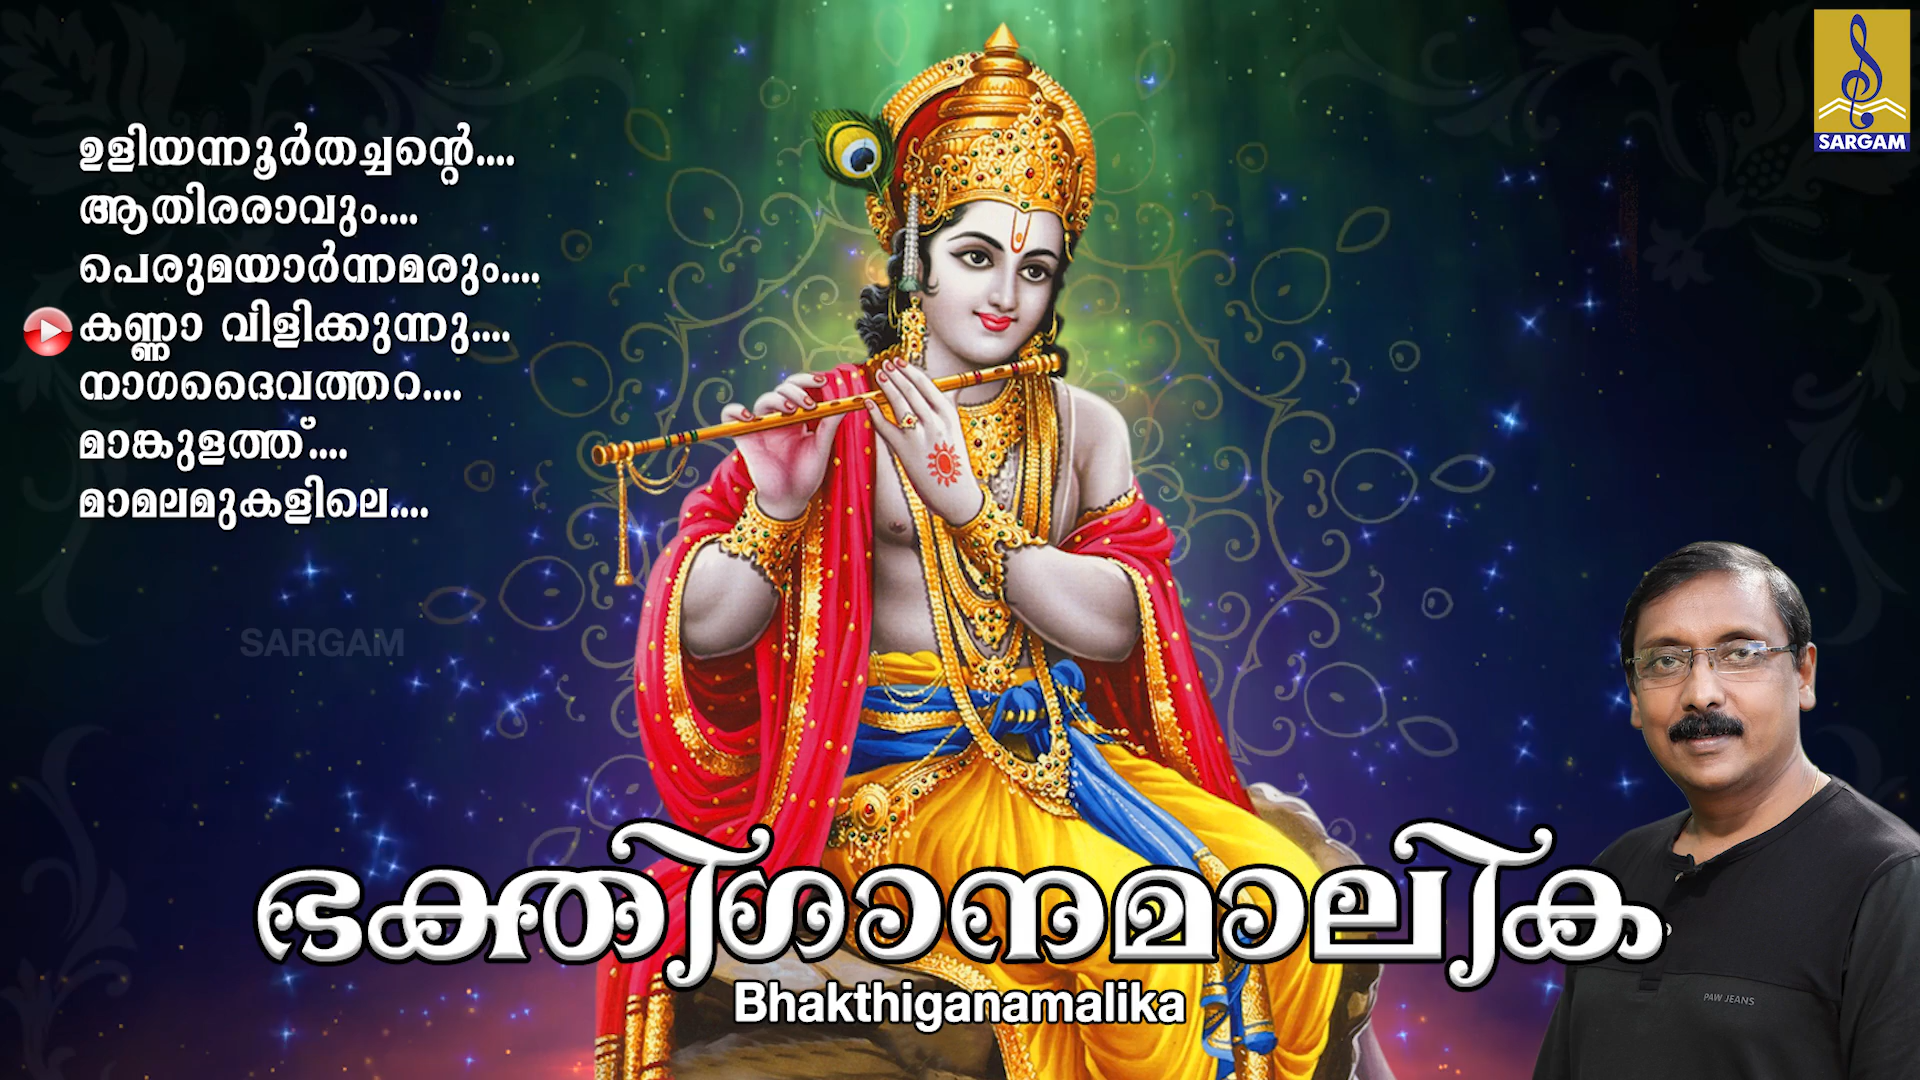 ഉളിയന്നൂർതച്ചന്റെ....
ആതിരരാവും....
പെരുമയാർന്നമരും....
കണ്ണാ വിളിക്കുന്നു....
നാഗദൈവത്തറ....
മാങ്കുളത്ത്....
മാമലമുകളിലെ....
SARGAM
SARGAM
ഭക്തിഗാനമാലിക
Bhakthiganamalika
PAW JEANS